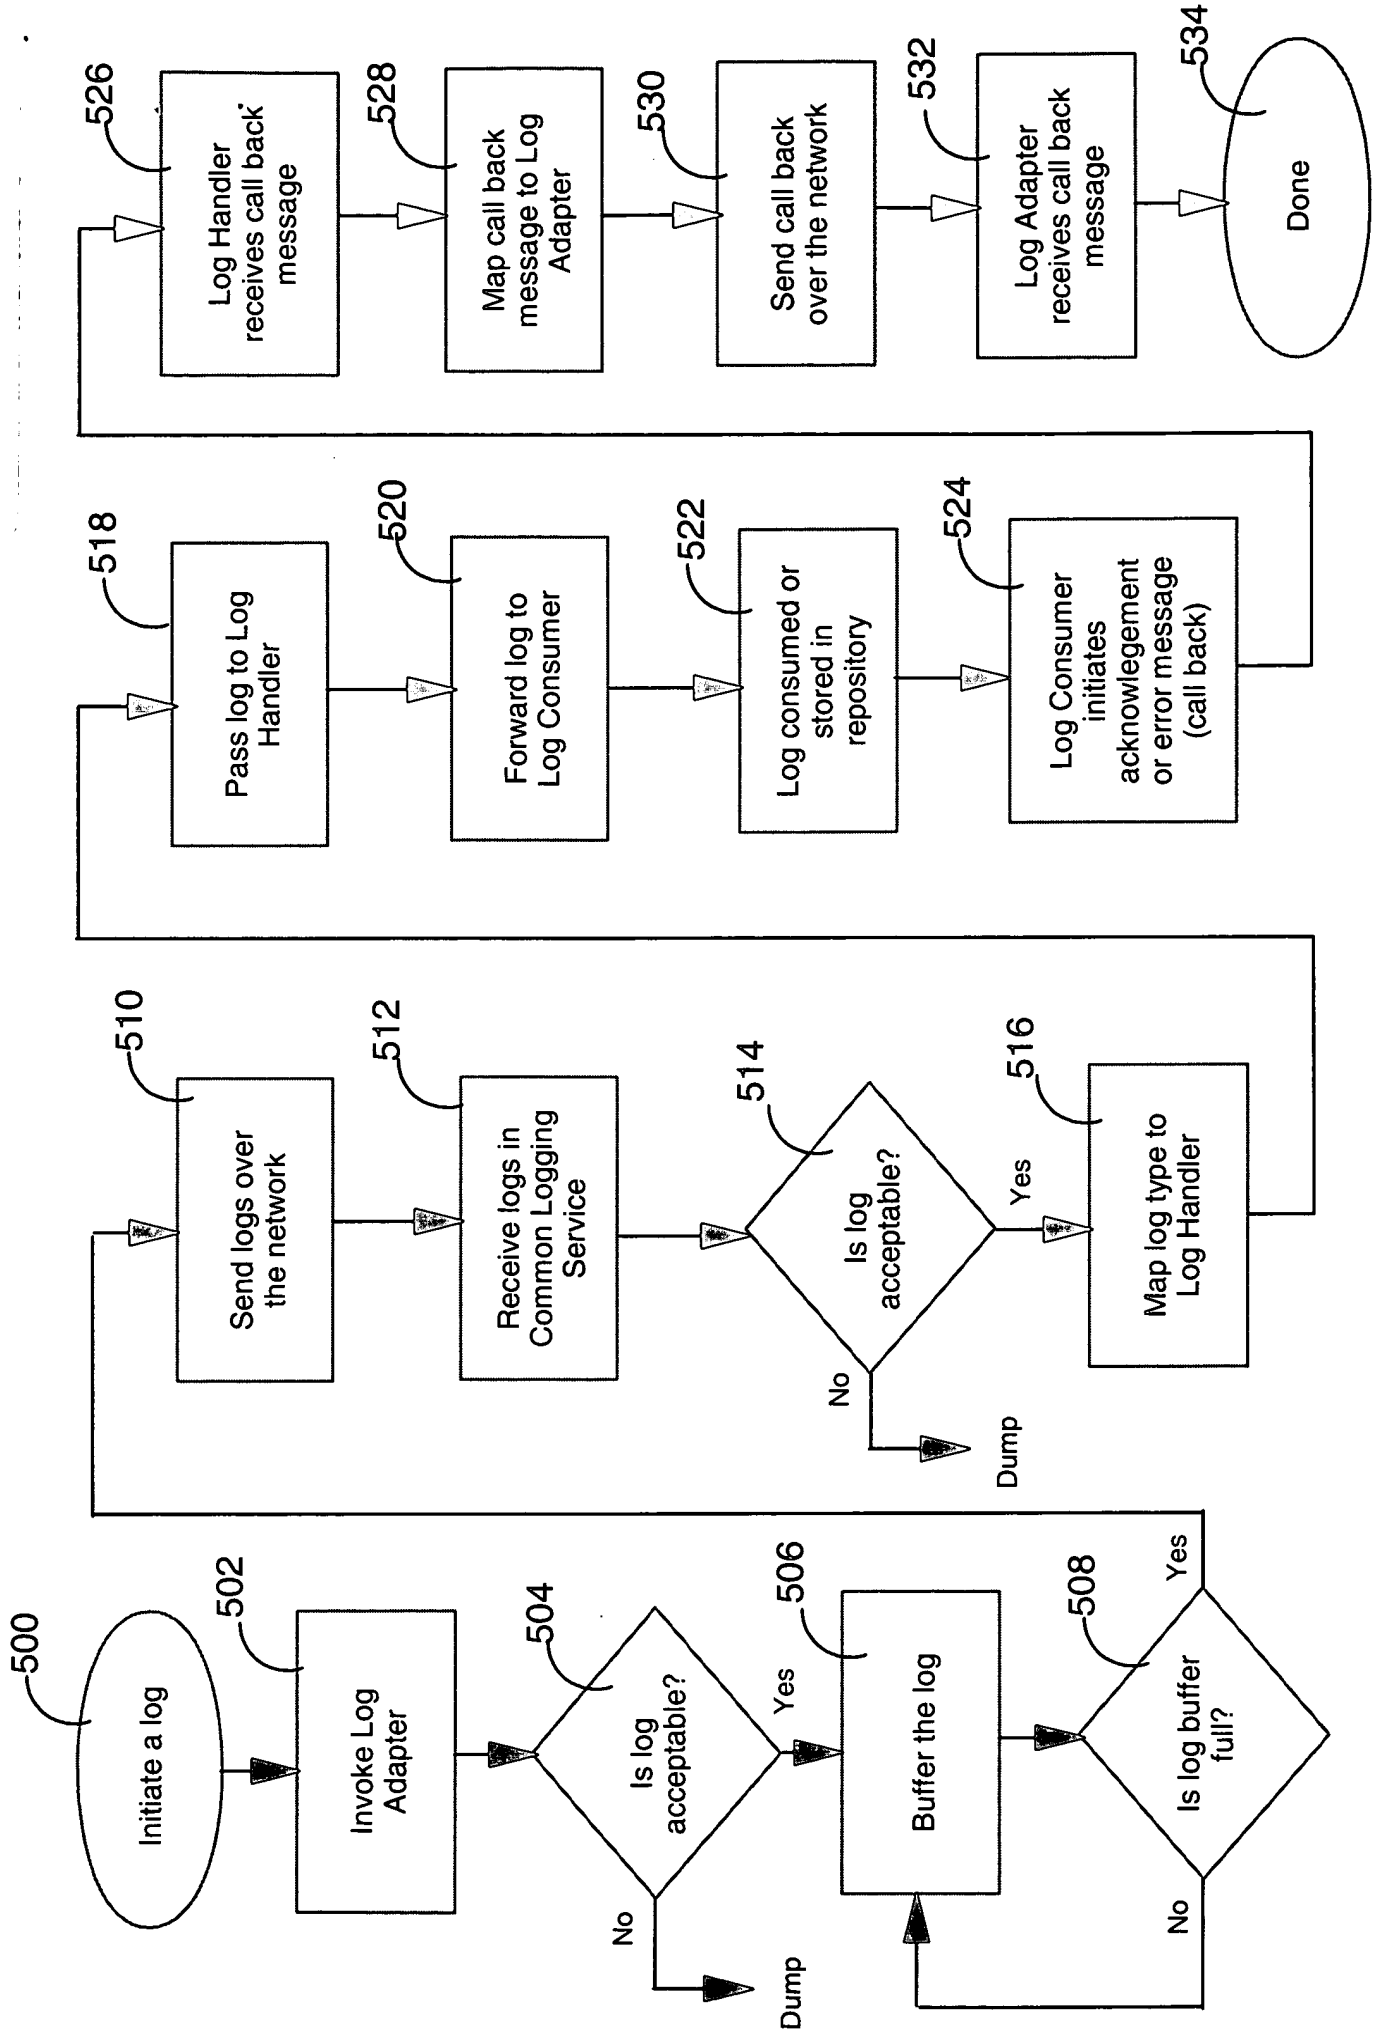 500
Initiate a log
502
Invoke Log
Adapter
504
Is log
acceptable?
No
Dump
Yes
506
Buffer the log
508
Is log buffer
full?
No
Yes
510
Send logs over
the network
512
Receive logs in
Common Logging
Service
514
Is log
acceptable?
No
Dump
Yes
516
Map log type to
Log Handler
518
Pass log to Log
Handler
520
Forward log to
Log Consumer
522
Log consumed or
stored in
repository
524
Log Consumer
initiates
acknowlegement
or error message
(call back)
526
Log Handler
receives call back
message
528
Map call back
message to Log
Adapter
530
Send call back
over the network
532
Log Adapter
receives call back
message
534
Done